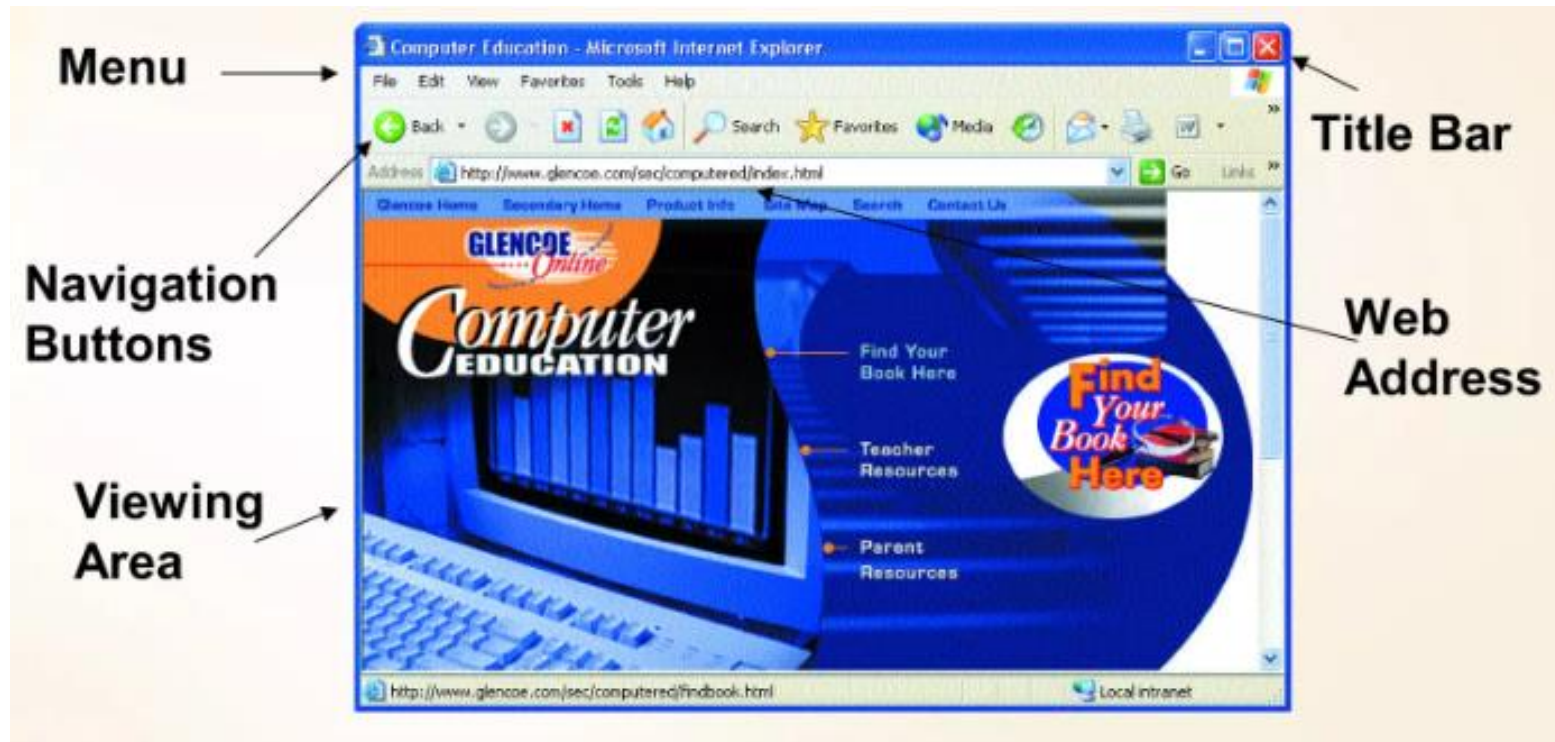 Menu
Navigation
Buttons
Viewing
Area
Title Bar
Web
Address
Computer Education - Microsoft Internet Explorer
File Edit View Favorites Tools Help
Back Search Favorites Media
Address http://www.glencoe.com/sec/computered/index.html Go Links
Glencoe Home Secondary Home Product Info Site Map Search Contact Us
GLENCOE
Online
Computer
EDUCATION
Find Your
Book Here
Teacher
Resources
Parent
Resources
Find
Your
Book
Here
http://www.glencoe.com/sec/computered/findbook.html Local intranet